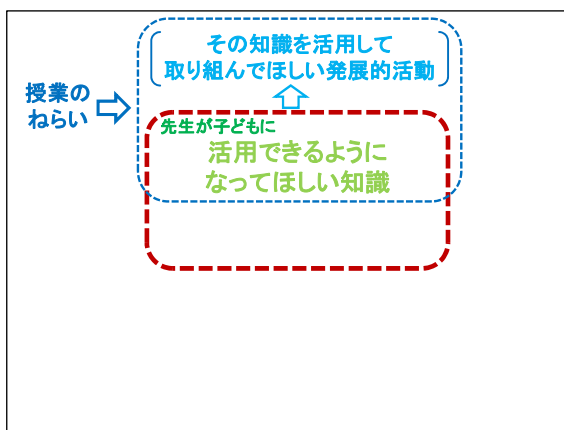 その知識を活用して
取り組んでほしい発展的活動
授業の
ねらい
先生が子どもに
活用できるように
なってほしい知識